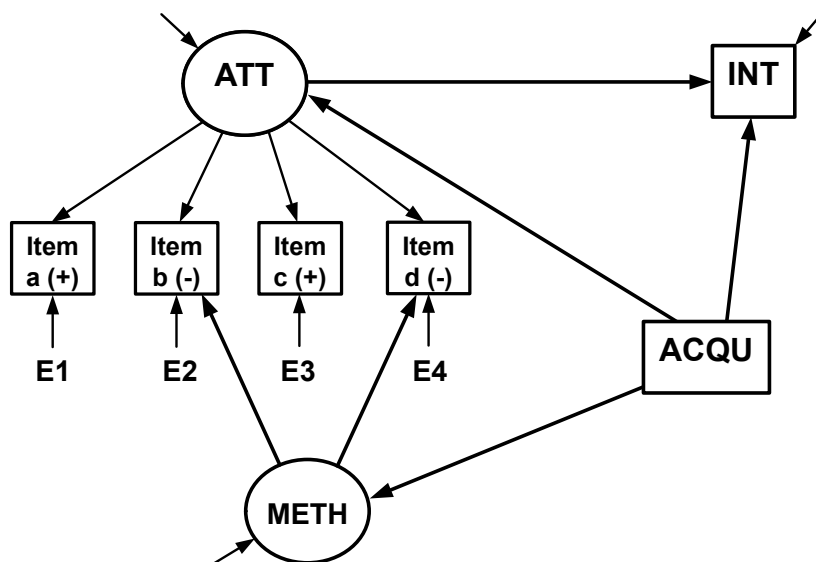 ATT
INT
Item
a (+)
Item
b (-)
Item
c (+)
Item
d (-)
ACQU
E1
E2
E3
E4
METH